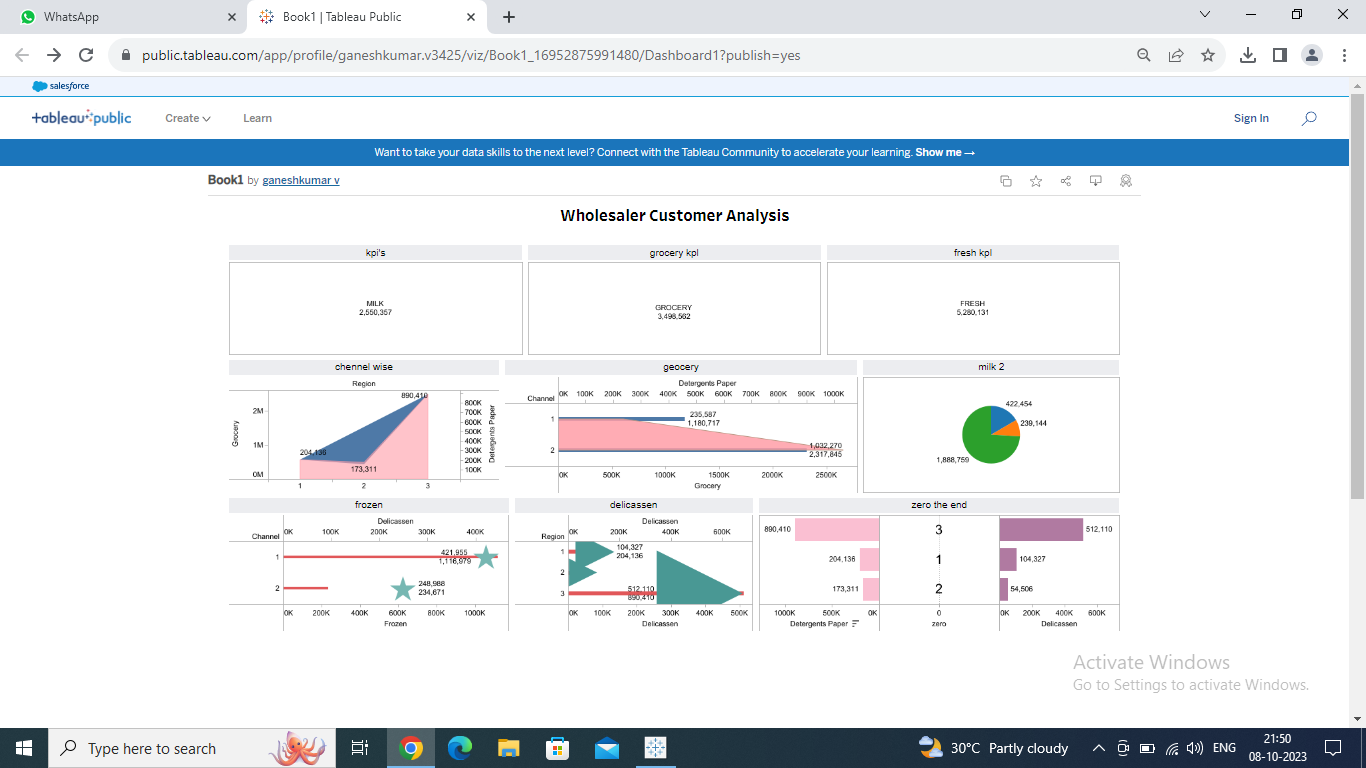 WhatsApp
Book1 | Tableau Public
public.tableau.com/app/profile/ganeshkumar.v3425/viz/Book1_16952875991480/Dashboard1?publish=yes
salesforce
+ableau public
Create
Learn
Sign In
Want to take your data skills to the next level? Connect with the Tableau Community to accelerate your learning. Show me →
Book1 by ganeshkumar v
Wholesaler Customer Analysis
kpi's
MILK
2,550,357
grocery kpl
GROCERY
3,498,562
fresh kpl
FRESH
5,280,131
chennel wise
Region
890,410
204,136
173,311
2M
1M
0M
Grocery
800K
700K
600K
500K
400K
300K
200K
100K
Detergents Paper
1 2 3
geocery
Detergents Paper
Channel
0K 100K 200K 300K 400K 500K 600K 700K 800K 900K 1000K
1
235,587
1,180,717
2
1,032,270
2,317,845
0K 500K 1000K 1500K 2000K 2500K
Grocery
milk 2
422,454
239,144
1,888,759
frozen
Delicassen
Channel
0K 100K 200K 300K 400K
1
421,955
1,116,979
2
248,988
234,671
0K 200K 400K 600K 800K 1000K
Frozen
delicassen
Delicassen
Region
0K 200K 400K 600K
1
104,327
204,136
2
3
512,110
890,410
0K 100K 200K 300K 400K 500K
Delicassen
zero the end
890,410 3 512,110
204,136 1 104,327
173,311 2 54,506
1000K 500K 0K
Detergents Paper
0
zero
0K 200K 400K 600K
Delicassen
Activate Windows
Go to Settings to activate Windows.
Type here to search
30°C Partly cloudy
ENG
21:50
08-10-2023